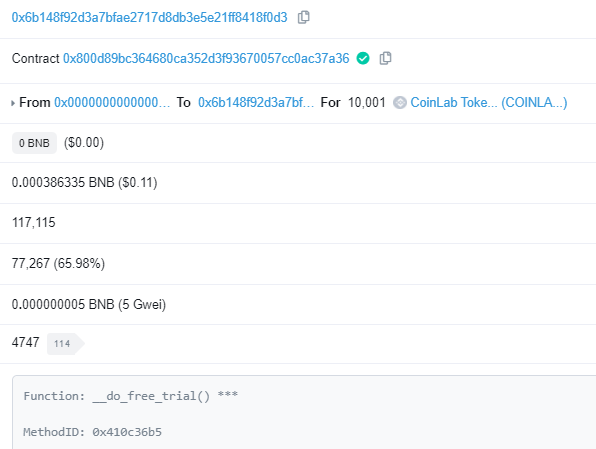 0x6b148f92d3a7bfae2717d8db3e5e21ff8418f0d3
Contract 0x800d89bc364680ca352d3f93670057cc0ac37a36
From 0x0000000000000... To 0x6b148f92d3a7bf... For 10,001 CoinLab Toke... (COINLA...)
0 BNB ($0.00)
0.000386335 BNB ($0.11)
117,115
77,267 (65.98%)
0.000000005 BNB (5 Gwei)
4747 114
Function: __do_free_trial() ***
MethodID: 0x410c36b5